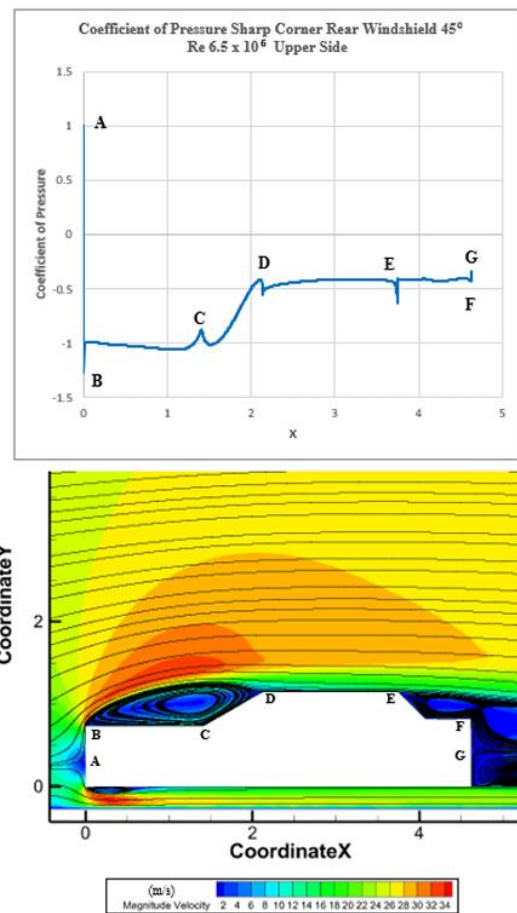 Coefficient of Pressure Sharp Corner Rear Windshield 45⁰
Re 6.5 x 10⁶ Upper Side
1.5
1
0.5
0
-0.5
-1
-1.5
Coefficient of Pressure
A
B
C
D
E
G
F
0 1 2 3 4 5
X
CoordinateY
2
0
B
A
C
D
E
F
G
0 2 4
CoordinateX
(m/s)
Magnitude Velocity 2 4 6 8 10 12 14 16 18 20 22 24 26 28 30 32 34